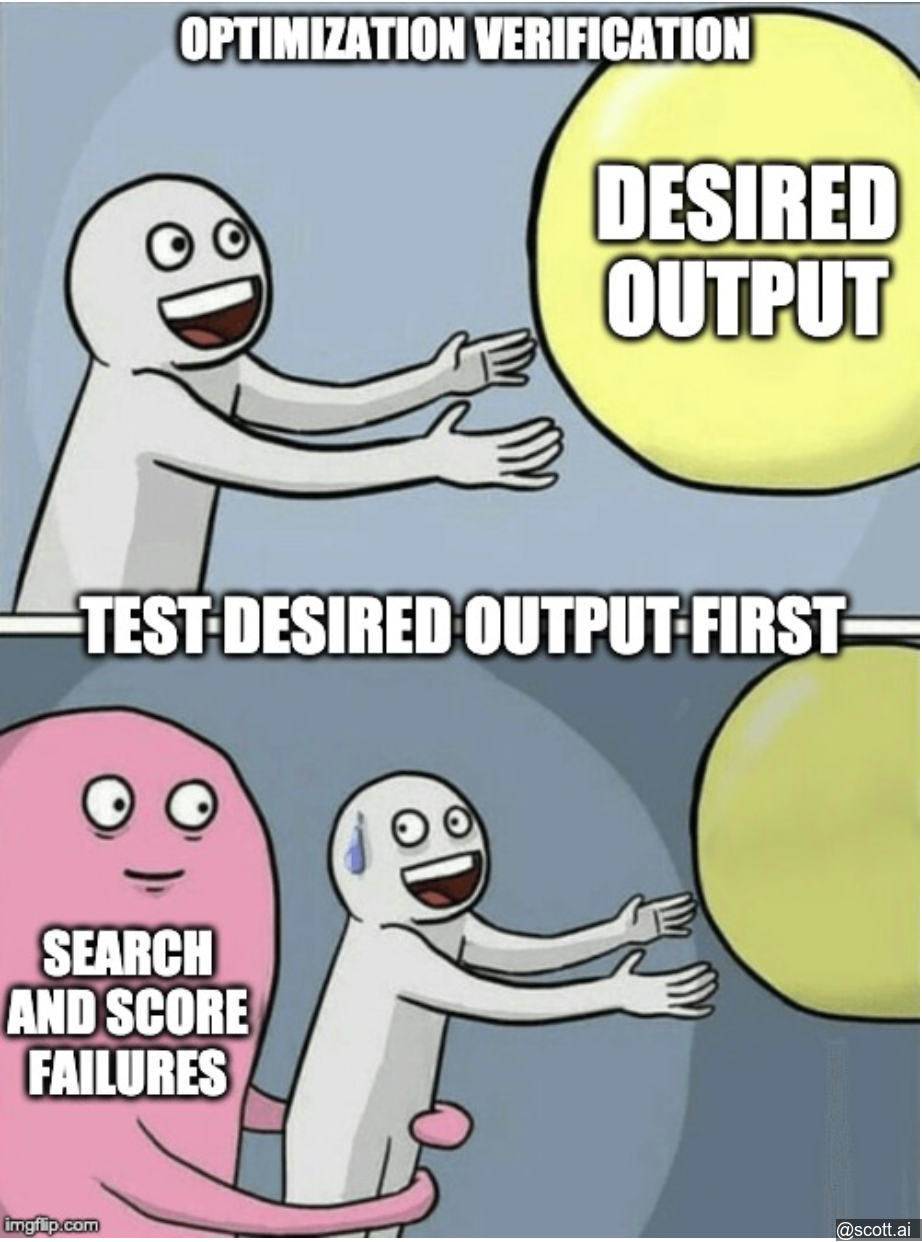 OPTIMIZATION VERIFICATION
DESIRED
OUTPUT
TEST DESIRED OUTPUT FIRST
SEARCH
AND SCORE
FAILURES
imgflip.com
@scott.ai